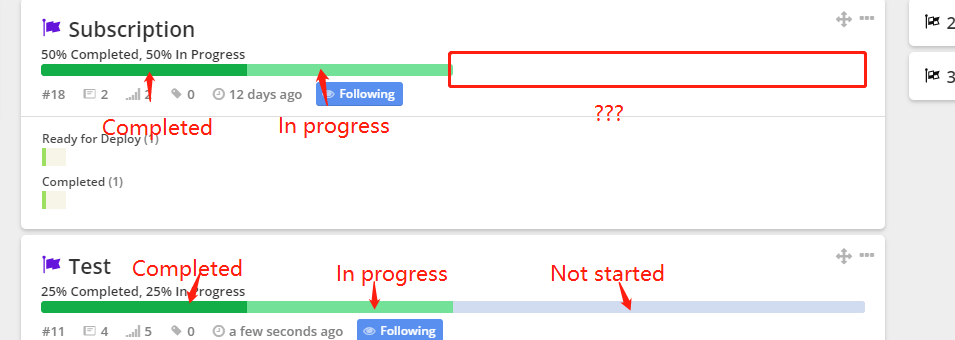 Subscription
50% Completed, 50% In Progress
#18 2 2 0 12 days ago Following
Completed
In progress
???
Ready for Deploy (1)
Completed (1)
Test
Completed
In progress
Not started
25% Completed, 25% In Progress
#11 4 5 0 a few seconds ago Following
2
3